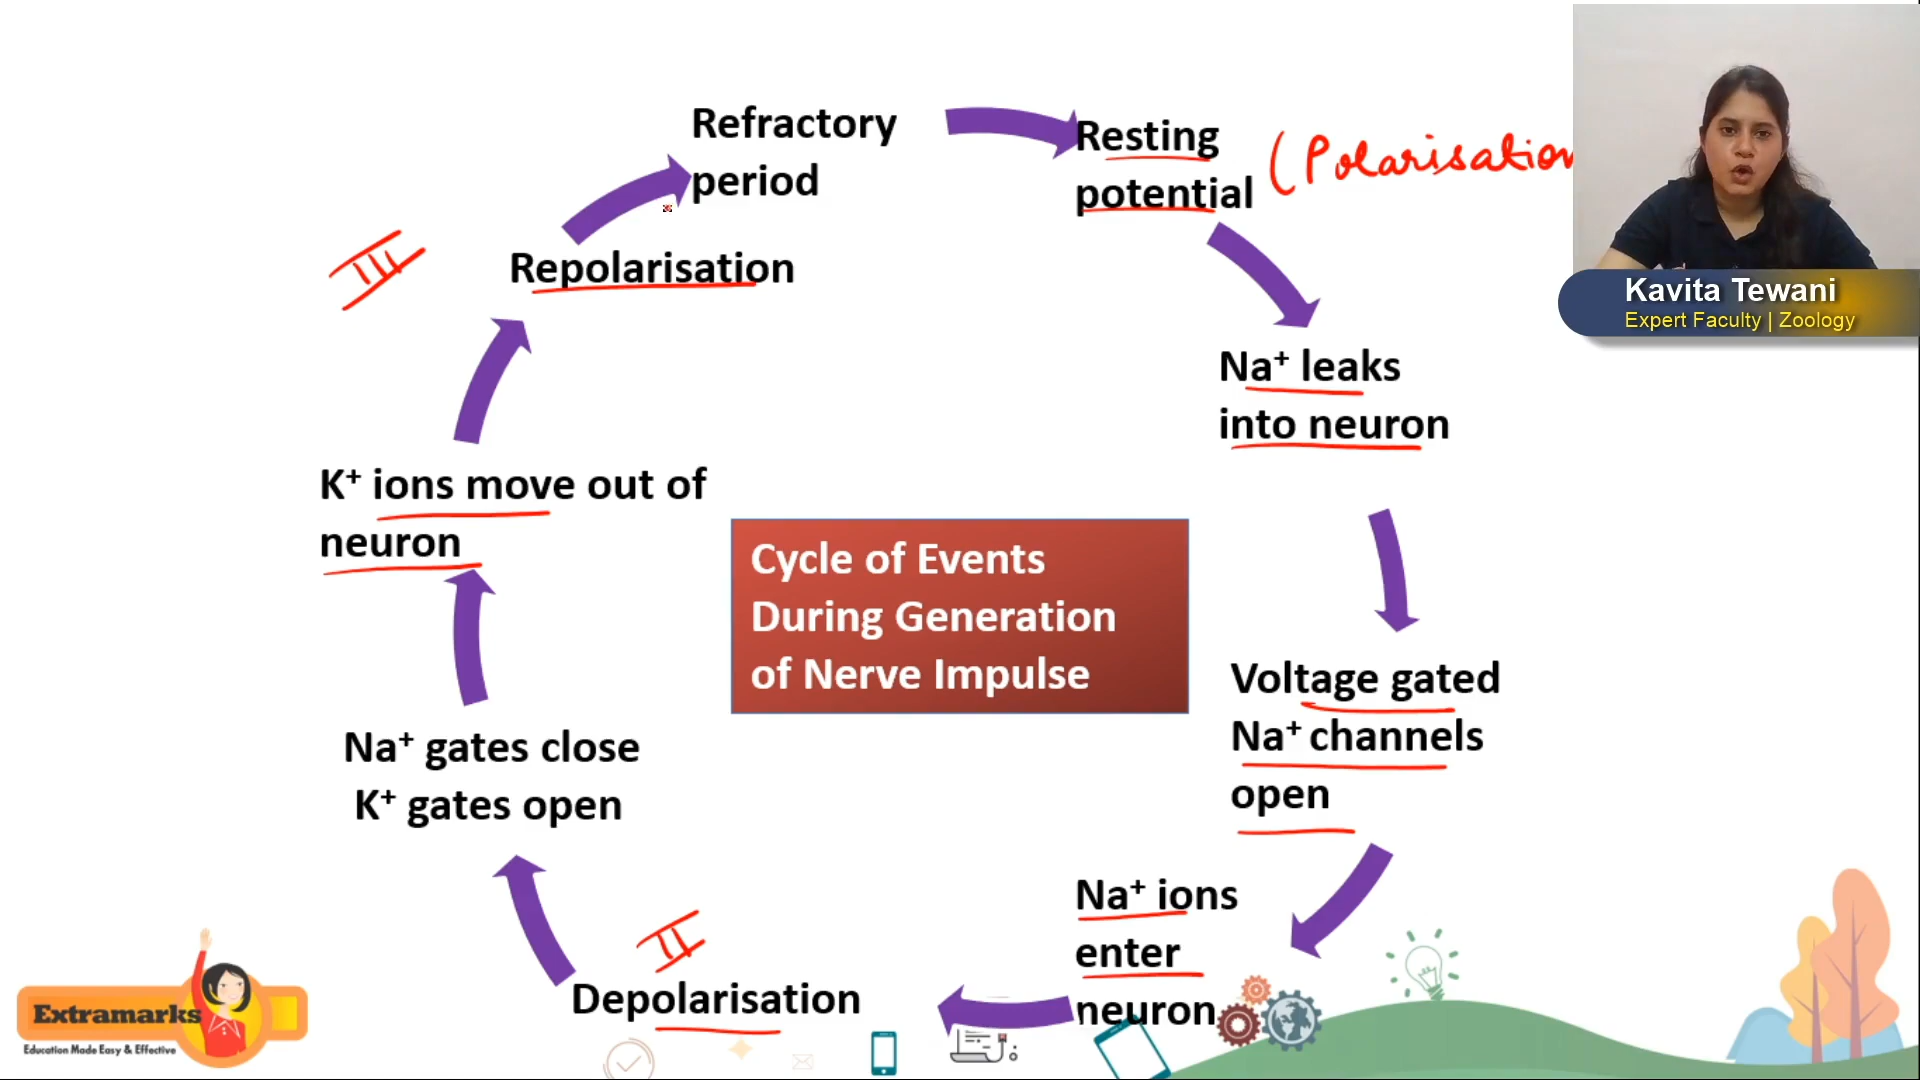 Refractory
period
Resting
potential
(Polarisation
Na⁺ leaks
into neuron
Voltage gated
Na⁺ channels
open
Na⁺ ions
enter
neuron
II
Depolarisation
Na⁺ gates close
K⁺ gates open
K⁺ ions move out of
neuron
III
Repolarisation
Cycle of Events
During Generation
of Nerve Impulse
Kavita Tewani
Expert Faculty | Zoology
Extramarks
Education Made Easy & Effective